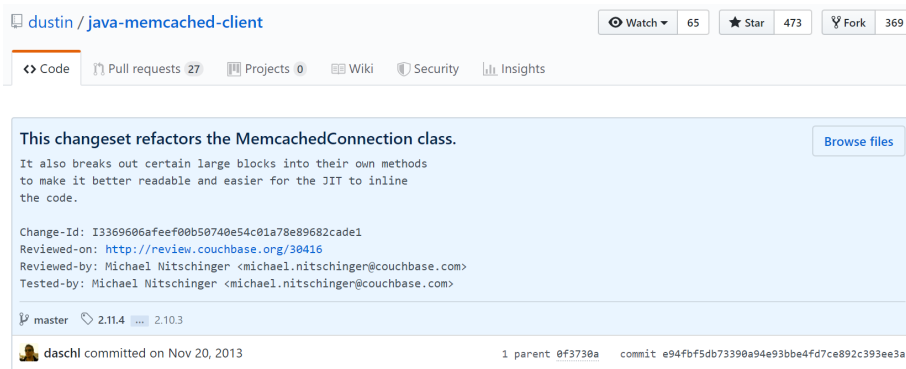 dustin / java-memcached-client
Watch 65 Star 473 Fork 369
Code Pull requests 27 Projects 0 Wiki Security Insights
This changeset refactors the MemcachedConnection class.
Browse files
It also breaks out certain large blocks into their own methods
to make it better readable and easier for the JIT to inline
the code.
Change-Id: I3369606afeef00b50740e54c01a78e89682cade1
Reviewed-on: http://review.couchbase.org/30416
Reviewed-by: Michael Nitschinger <michael.nitschinger@couchbase.com>
Tested-by: Michael Nitschinger <michael.nitschinger@couchbase.com>
master 2.11.4 ... 2.10.3
daschl committed on Nov 20, 2013 1 parent 0f3730a commit e94fbf5db73390a94e93bbe4fd7ce892c393ee3a